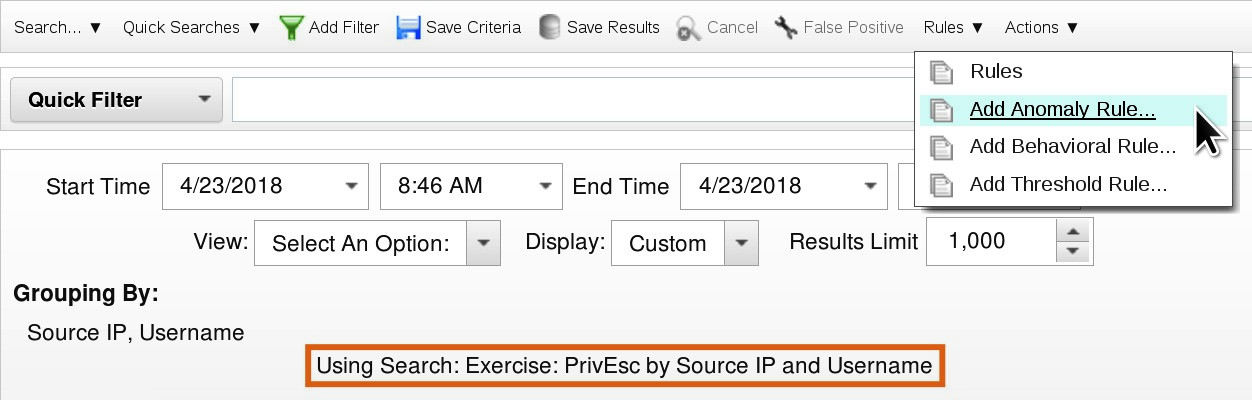 Search... ▼ Quick Searches ▼ Add Filter Save Criteria Save Results Cancel False Positive Rules ▼ Actions ▼
Rules
Quick Filter
Add Anomaly Rule...
Add Behavioral Rule...
Add Threshold Rule...
Start Time 4/23/2018 8:46 AM End Time 4/23/2018
View: Select An Option: Display: Custom Results Limit 1,000
Grouping By:
Source IP, Username
Using Search: Exercise: PrivEsc by Source IP and Username